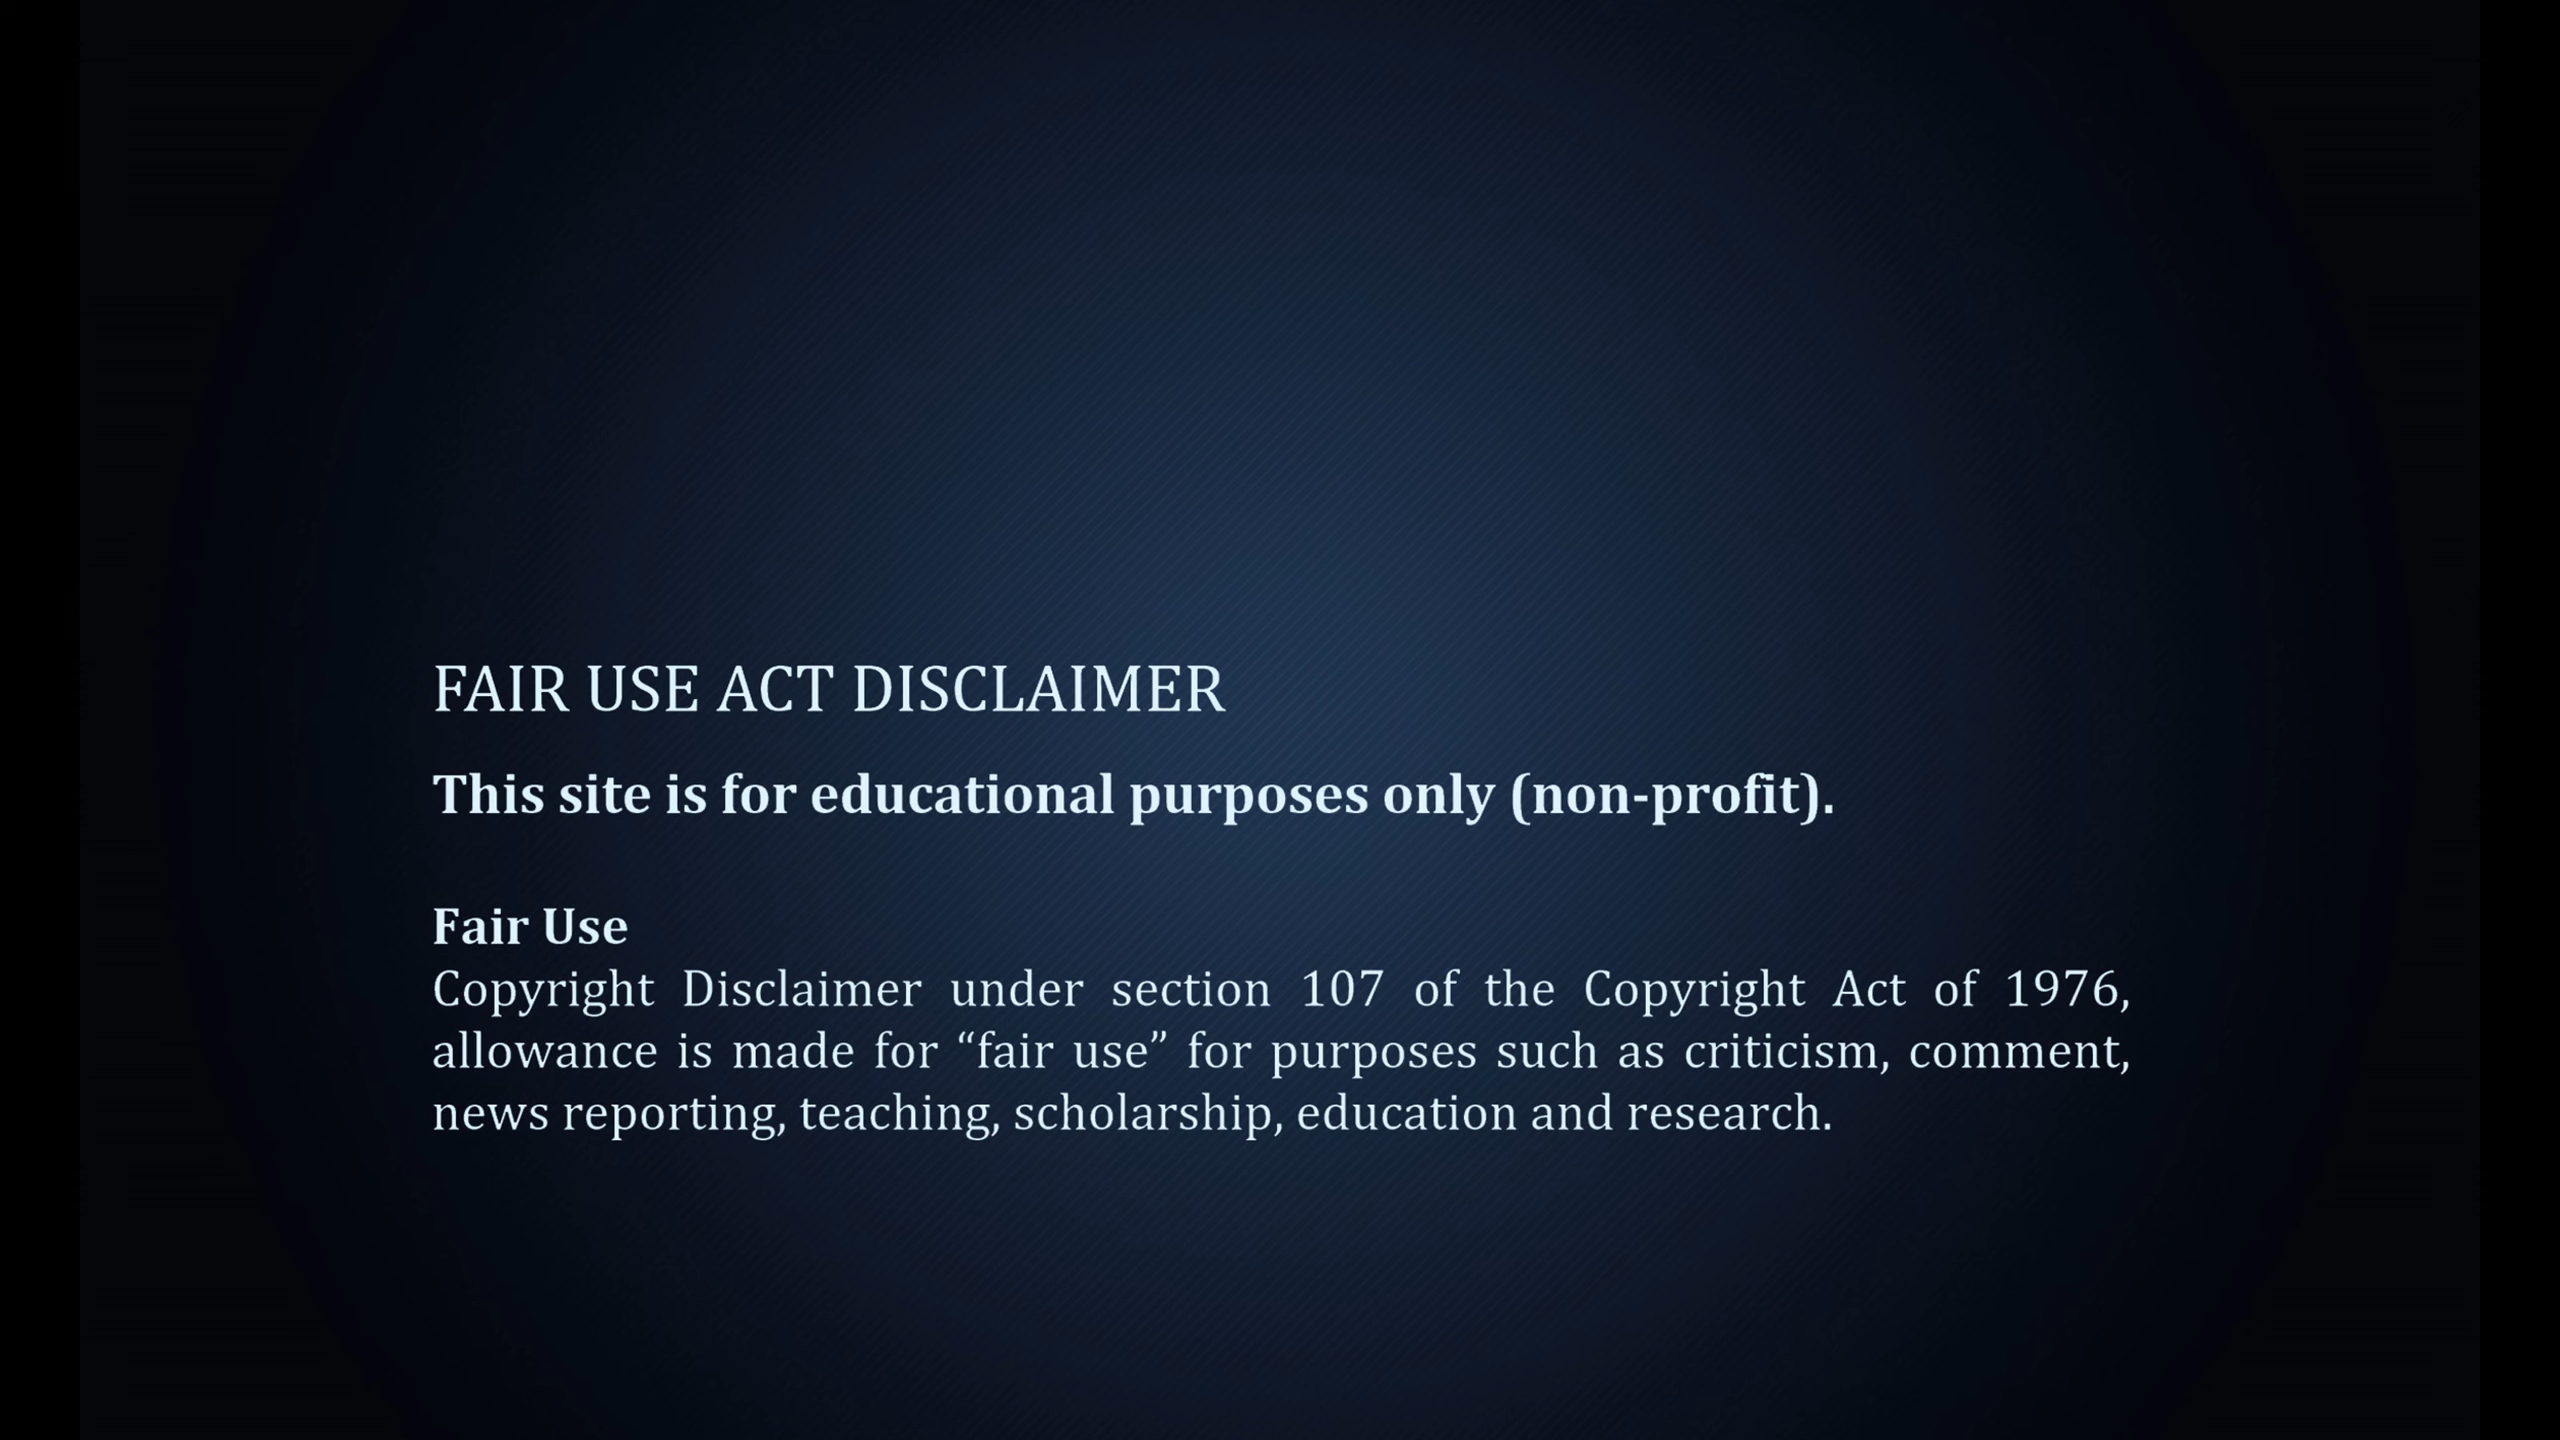 FAIR USE ACT DISCLAIMER
This site is for educational purposes only (non-profit).
Fair Use
Copyright Disclaimer under section 107 of the Copyright Act of 1976,
allowance is made for “fair use” for purposes such as criticism, comment,
news reporting, teaching, scholarship, education and research.